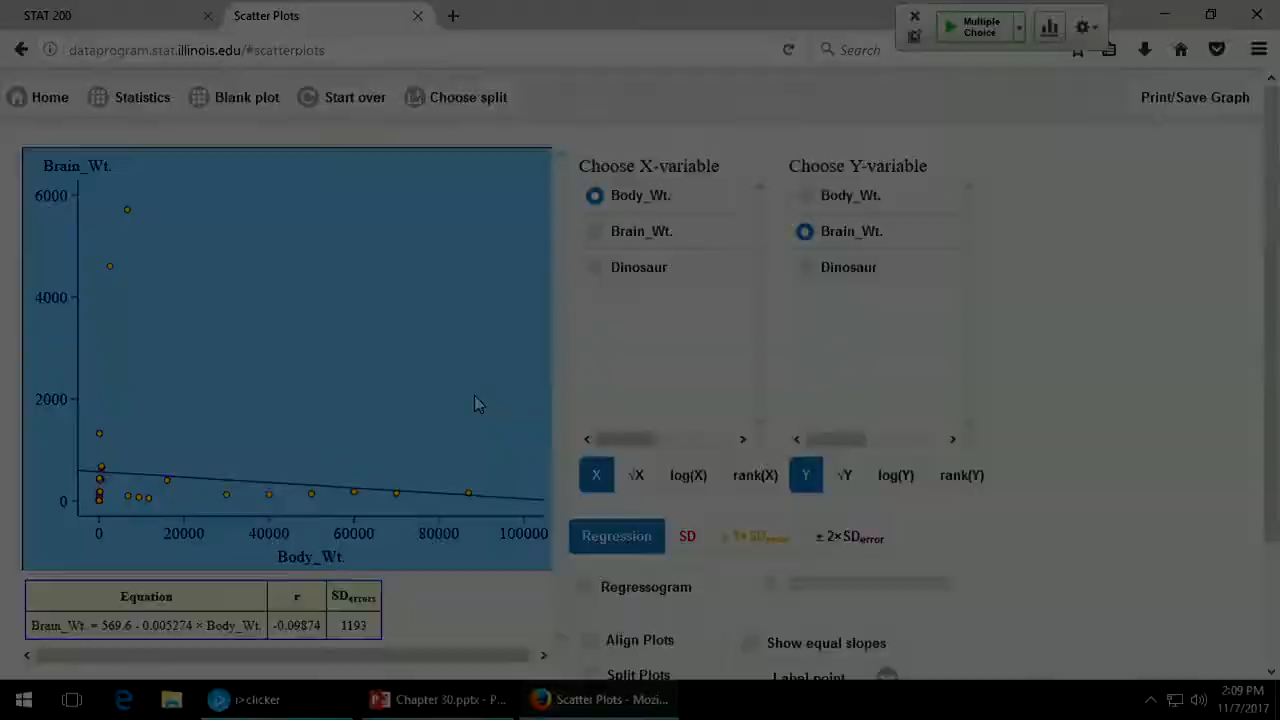 STAT 200
Scatter Plots
Multiple Choice
dataprogram.stat.illinois.edu/#scatterplots
Search
Home
Statistics
Blank plot
Start over
Choose split
Print/Save Graph
Brain_Wt.
6000
4000
2000
0
0 20000 40000 60000 80000 100000
Body_Wt.
Equation r SDerrors
Brain_Wt. = 569.6 - 0.005274 × Body_Wt. -0.09874 1193
Choose X-variable
Body_Wt.
Brain_Wt.
Dinosaur
X √X log(X) rank(X)
Choose Y-variable
Body_Wt.
Brain_Wt.
Dinosaur
Y √Y log(Y) rank(Y)
Regression SD ± 1×SDerror ± 2×SDerror
Regressogram
Align Plots
Show equal slopes
Split Plots
Label point
i>clicker
Chapter 30.pptx - P...
Scatter Plots - Mozi...
2:09 PM
11/7/2017